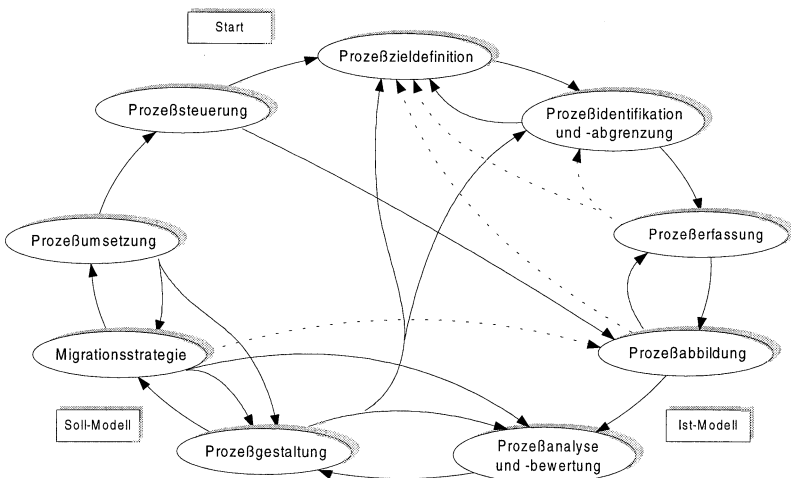 Start
Prozeßzieldefinition
Prozeßsteuerung
Prozeßidentifikation
und -abgrenzung
Prozeßumsetzung
Prozeßerfassung
Migrationsstrategie
Prozeßabbildung
Soll-Modell
Ist-Modell
Prozeßgestaltung
Prozeßanalyse
und -bewertung